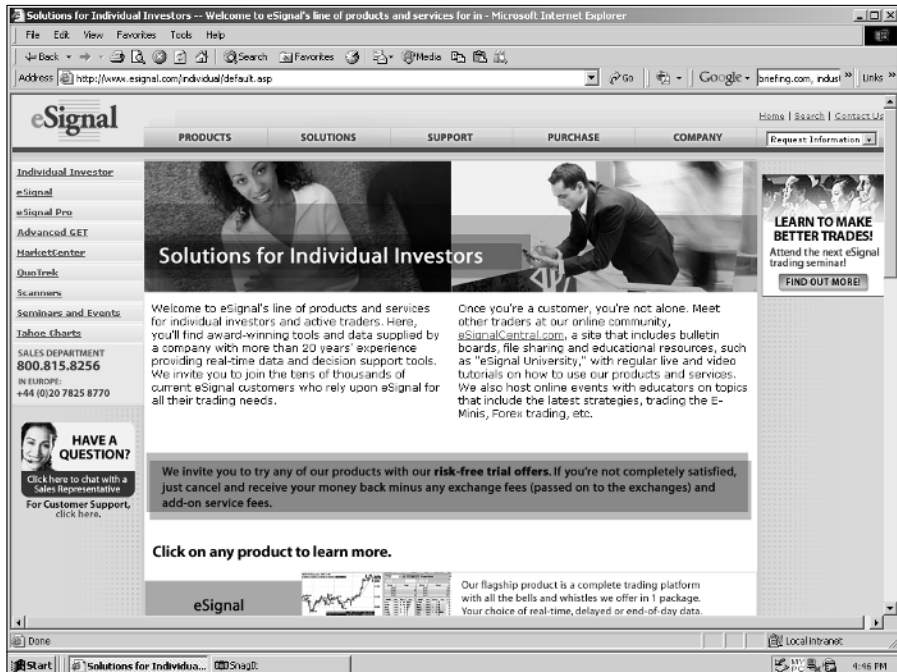 Solutions for Individual Investors -- Welcome to eSignal's line of products and services for in - Microsoft Internet Explorer
File Edit View Favorites Tools Help
Back Search Favorites Media
Address http://www.esignal.com/individual/default.asp Go Google briefing.com, indust Links
eSignal
Home | Search | Contact Us
PRODUCTS SOLUTIONS SUPPORT PURCHASE COMPANY
Request Information
Individual Investor
eSignal
eSignal Pro
Advanced GET
MarketCenter
QuoTrek
Scanners
Seminars and Events
Tahoe Charts
SALES DEPARTMENT
800.815.8256
IN EUROPE:
+44 (0)20 7825 8770
HAVE A
QUESTION?
Click here to chat with a
Sales Representative
For Customer Support,
click here.
Solutions for Individual Investors
Welcome to eSignal's line of products and services
for individual investors and active traders. Here,
you'll find award-winning tools and data supplied by
a company with more than 20 years' experience
providing real-time data and decision support tools.
We invite you to join the tens of thousands of
current eSignal customers who rely upon eSignal for
all their trading needs.
Once you're a customer, you're not alone. Meet
other traders at our online community,
eSignalCentral.com, a site that includes bulletin
boards, file sharing and educational resources, such
as "eSignal University," with regular live and video
tutorials on how to use our products and services.
We also host online events with educators on topics
that include the latest strategies, trading the E-
Minis, Forex trading, etc.
LEARN TO MAKE
BETTER TRADES!
Attend the next eSignal
trading seminar!
FIND OUT MORE!
We invite you to try any of our products with our risk-free trial offers. If you're not completely satisfied,
just cancel and receive your money back minus any exchange fees (passed on to the exchanges) and
add-on service fees.
Click on any product to learn more.
eSignal
Our flagship product is a complete trading platform
with all the bells and whistles we offer in 1 package.
Your choice of real-time, delayed or end-of-day data.
Done Local intranet
Start Solutions for Individua... SnagIt MY PC 4:46 PM